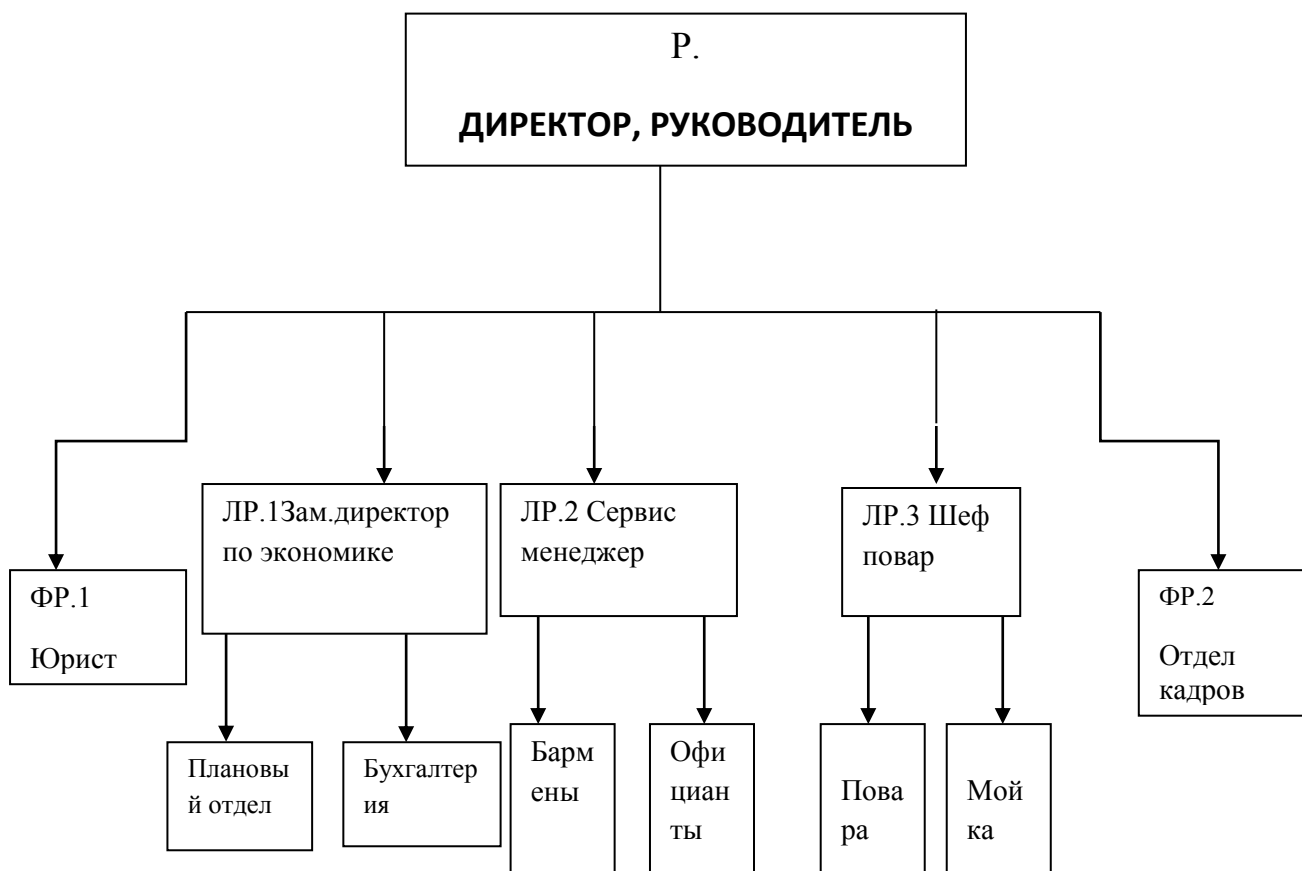 Р.
ДИРЕКТОР, РУКОВОДИТЕЛЬ
ЛР.1Зам.директор
по экономике
ЛР.2 Сервис
менеджер
ЛР.3 Шеф
повар
ФР.1
Юрист
ФР.2
Отдел
кадров
Плановы
й отдел
Бухгалтер
ия
Барм
ены
Офи
циан
ты
Пова
ра
Мой
ка